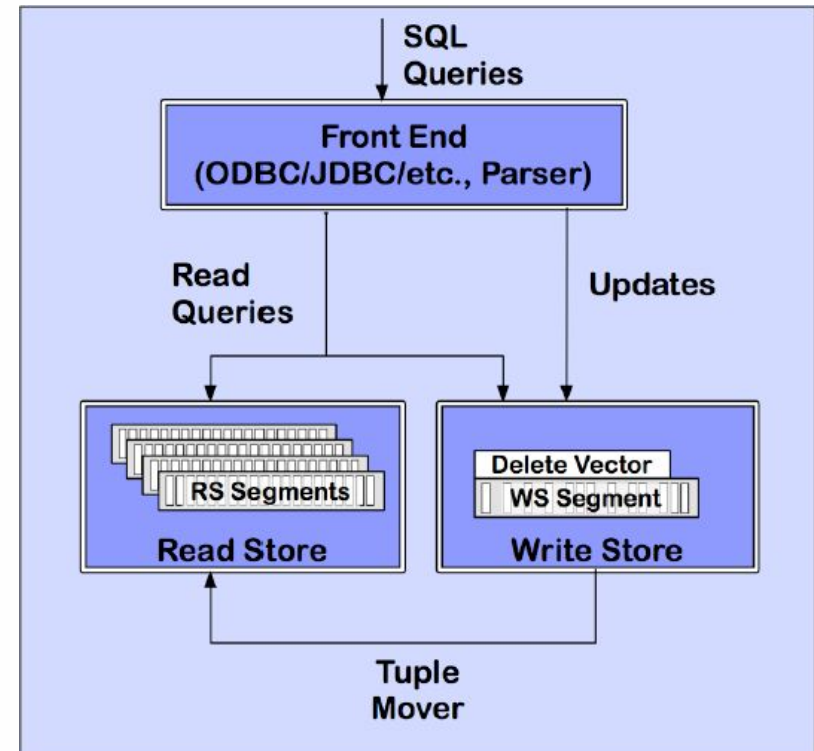 SQL
Queries
Front End
(ODBC/JDBC/etc., Parser)
Read
Queries
Updates
RS Segments
Read Store
Delete Vector
WS Segment
Write Store
Tuple
Mover